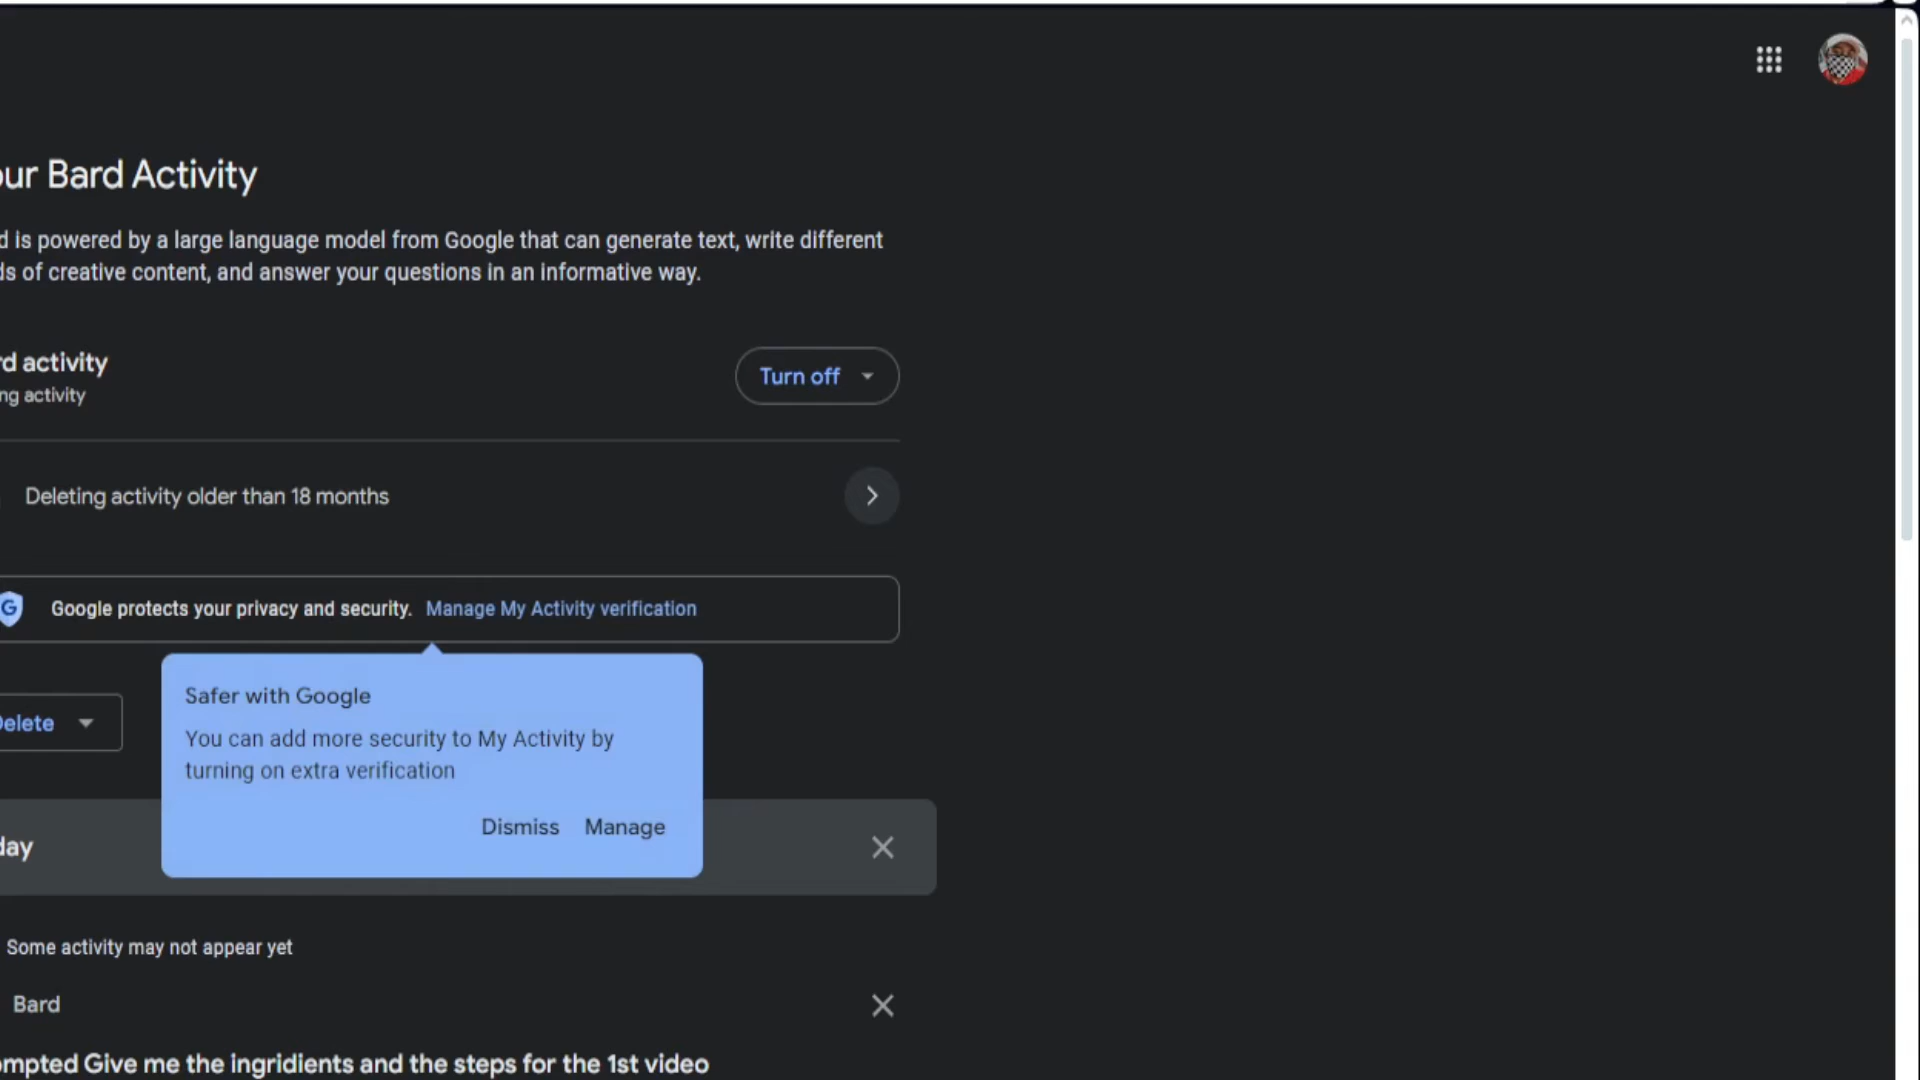 our Bard Activity
d is powered by a large language model from Google that can generate text, write different
ds of creative content, and answer your questions in an informative way.
rd activity
ng activity
Turn off
Deleting activity older than 18 months
G
Google protects your privacy and security. Manage My Activity verification
Safer with Google
You can add more security to My Activity by
turning on extra verification
Dismiss Manage
Delete
day
Some activity may not appear yet
Bard
ompted Give me the ingridients and the steps for the 1st video